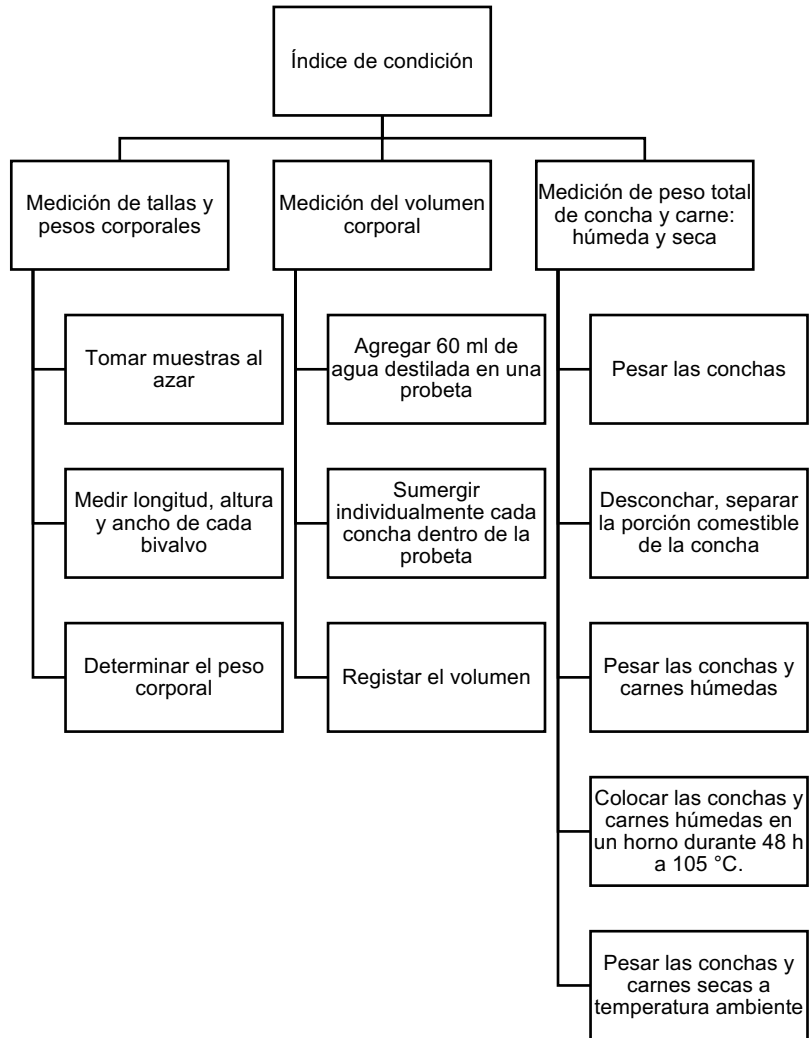 Índice de condición
Medición de tallas y
pesos corporales
Tomar muestras al
azar
Medir longitud, altura
y ancho de cada
bivalvo
Determinar el peso
corporal
Medición del volumen
corporal
Agregar 60 ml de
agua destilada en una
probeta
Sumergir
individualmente cada
concha dentro de la
probeta
Registar el volumen
Medición de peso total
de concha y carne:
húmeda y seca
Pesar las conchas
Desconchar, separar
la porción comestible
de la concha
Pesar las conchas y
carnes húmedas
Colocar las conchas y
carnes húmedas en
un horno durante 48 h
a 105 °C.
Pesar las conchas y
carnes secas a
temperatura ambiente